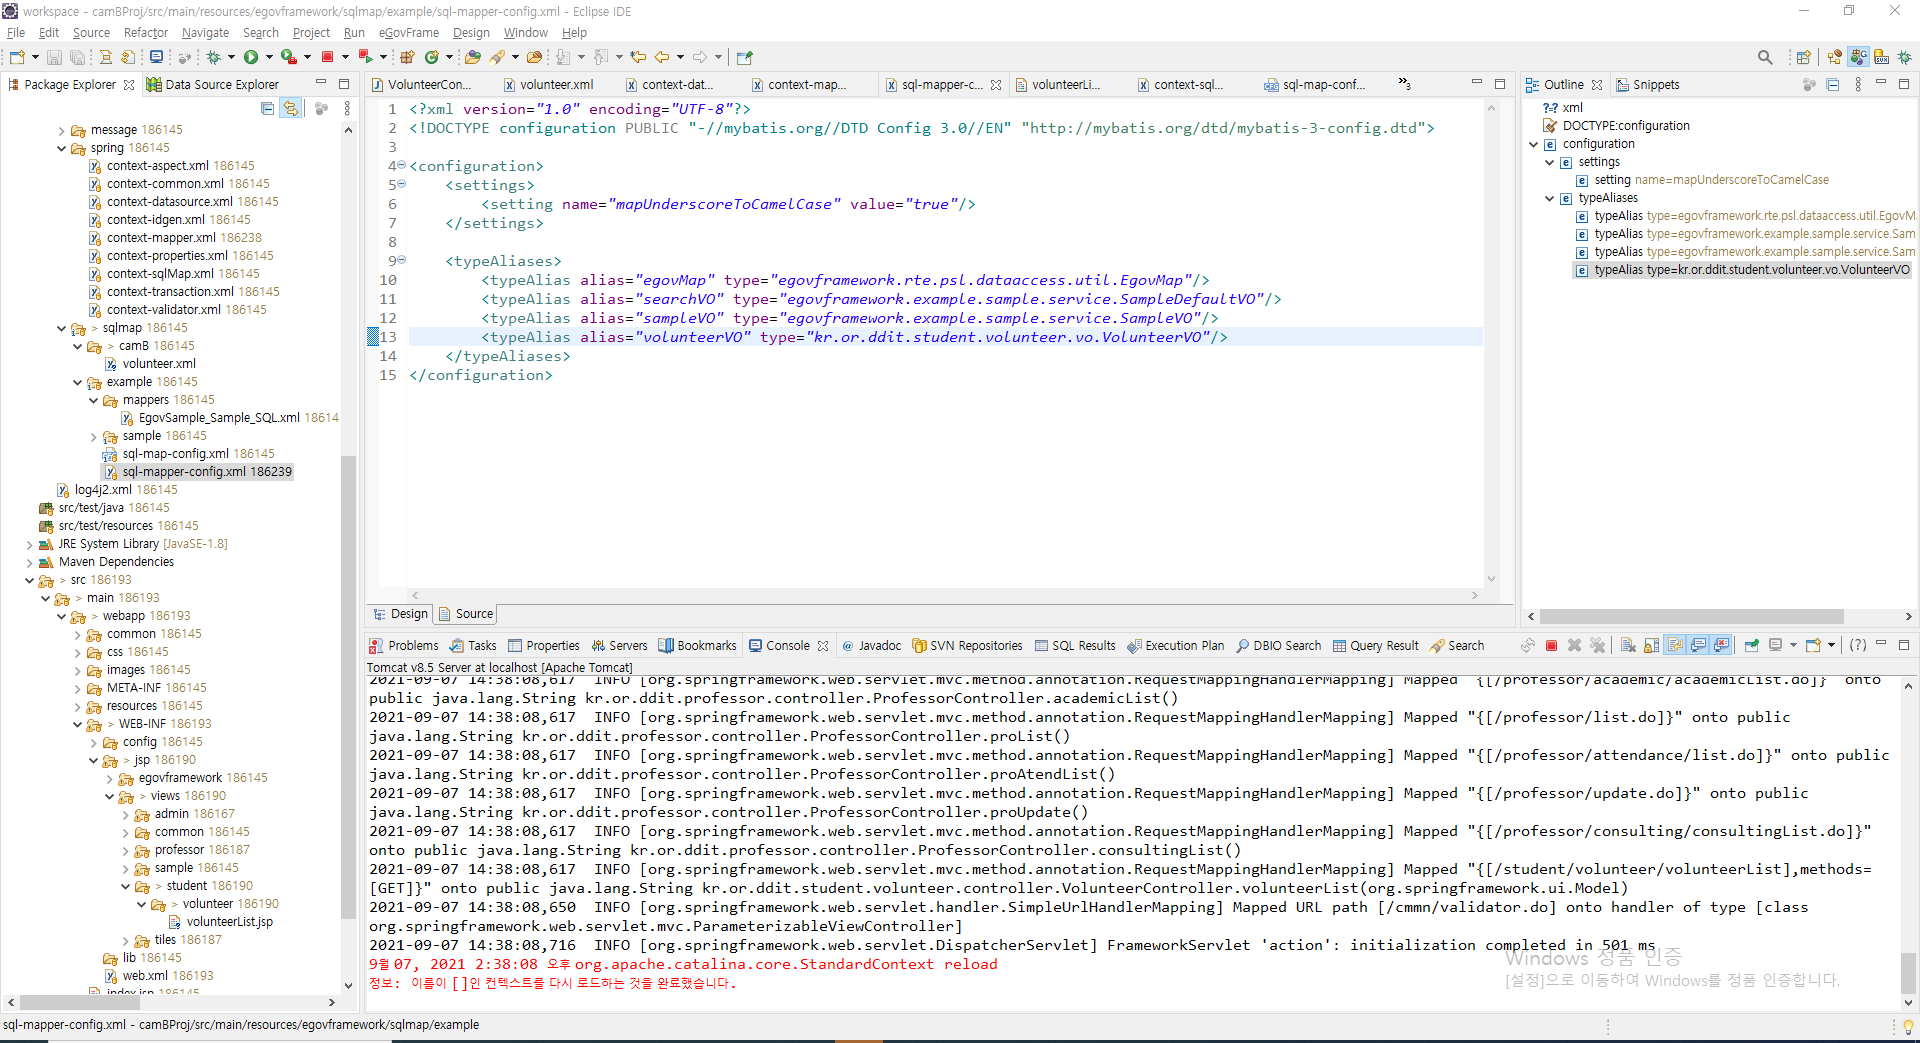 workspace - camBProj/src/main/resources/egovframework/sqlmap/example/sql-mapper-config.xml - Eclipse IDE
File Edit Source Refactor Navigate Search Project Run eGovFrame Design Window Help
Package Explorer
Data Source Explorer
message 186145
spring 186145
context-aspect.xml 186145
context-common.xml 186145
context-datasource.xml 186145
context-idgen.xml 186145
context-mapper.xml 186238
context-properties.xml 186145
context-sqlMap.xml 186145
context-transaction.xml 186145
context-validator.xml 186145
> sqlmap 186145
> camB 186145
volunteer.xml
example 186145
mappers 186145
EgovSample_Sample_SQL.xml 18614
sample 186145
sql-map-config.xml 186145
sql-mapper-config.xml 186239
log4j2.xml 186145
src/test/java 186145
src/test/resources 186145
JRE System Library [JavaSE-1.8]
Maven Dependencies
> src 186193
> main 186193
> webapp 186193
common 186145
css 186145
images 186145
META-INF 186145
resources 186145
> WEB-INF 186193
config 186145
> jsp 186190
egovframework 186145
> views 186190
admin 186167
common 186145
professor 186187
sample 186145
> student 186190
> volunteer 186190
volunteerList.jsp
tiles 186187
lib 186145
web.xml 186193
index.jsp 186145
VolunteerCon...
volunteer.xml
context-dat...
context-map...
sql-mapper-c...
volunteerLi...
context-sql...
sql-map-conf...
»3
1 <?xml version="1.0" encoding="UTF-8"?>
2 <!DOCTYPE configuration PUBLIC "-//mybatis.org//DTD Config 3.0//EN" "http://mybatis.org/dtd/mybatis-3-config.dtd">
3
4 <configuration>
5 <settings>
6 <setting name="mapUnderscoreToCamelCase" value="true"/>
7 </settings>
8
9 <typeAliases>
10 <typeAlias alias="egovMap" type="egovframework.rte.psl.dataaccess.util.EgovMap"/>
11 <typeAlias alias="searchVO" type="egovframework.example.sample.service.SampleDefaultVO"/>
12 <typeAlias alias="sampleVO" type="egovframework.example.sample.service.SampleVO"/>
13 <typeAlias alias="volunteerVO" type="kr.or.ddit.student.volunteer.vo.VolunteerVO"/>
14 </typeAliases>
15 </configuration>
Design Source
Outline
Snippets
?=? xml
DOCTYPE:configuration
configuration
settings
setting name=mapUnderscoreToCamelCase
typeAliases
typeAlias type=egovframework.rte.psl.dataaccess.util.EgovM
typeAlias type=egovframework.example.sample.service.Sam
typeAlias type=egovframework.example.sample.service.Sam
typeAlias type=kr.or.ddit.student.volunteer.vo.VolunteerVO
Problems Tasks Properties Servers Bookmarks Console @ Javadoc SVN Repositories SQL Results Execution Plan DBIO Search Query Result Search
Tomcat v8.5 Server at localhost [Apache Tomcat]
2021-09-07 14:38:08,617 INFO [org.springframework.web.servlet.mvc.method.annotation.RequestMappingHandlerMapping] Mapped "{[/professor/academic/academicList.do]}" onto
public java.lang.String kr.or.ddit.professor.controller.ProfessorController.academicList()
2021-09-07 14:38:08,617 INFO [org.springframework.web.servlet.mvc.method.annotation.RequestMappingHandlerMapping] Mapped "{[/professor/list.do]}" onto public
java.lang.String kr.or.ddit.professor.controller.ProfessorController.proList()
2021-09-07 14:38:08,617 INFO [org.springframework.web.servlet.mvc.method.annotation.RequestMappingHandlerMapping] Mapped "{[/professor/attendance/list.do]}" onto public
java.lang.String kr.or.ddit.professor.controller.ProfessorController.proAtendList()
2021-09-07 14:38:08,617 INFO [org.springframework.web.servlet.mvc.method.annotation.RequestMappingHandlerMapping] Mapped "{[/professor/update.do]}" onto public
java.lang.String kr.or.ddit.professor.controller.ProfessorController.proUpdate()
2021-09-07 14:38:08,617 INFO [org.springframework.web.servlet.mvc.method.annotation.RequestMappingHandlerMapping] Mapped "{[/professor/consulting/consultingList.do]}"
onto public java.lang.String kr.or.ddit.professor.controller.ProfessorController.consultingList()
2021-09-07 14:38:08,617 INFO [org.springframework.web.servlet.mvc.method.annotation.RequestMappingHandlerMapping] Mapped "{[/student/volunteer/volunteerList],methods=
[GET]}" onto public java.lang.String kr.or.ddit.student.volunteer.controller.VolunteerController.volunteerList(org.springframework.ui.Model)
2021-09-07 14:38:08,650 INFO [org.springframework.web.servlet.handler.SimpleUrlHandlerMapping] Mapped URL path [/cmmn/validator.do] onto handler of type [class
org.springframework.web.servlet.mvc.ParameterizableViewController]
2021-09-07 14:38:08,716 INFO [org.springframework.web.servlet.DispatcherServlet] FrameworkServlet 'action': initialization completed in 501 ms
9월 07, 2021 2:38:08 오후 org.apache.catalina.core.StandardContext reload
정보: 이름이 []인 컨텍스트를 다시 로드하는 것을 완료했습니다.
Windows 정품 인증
[설정]으로 이동하여 Windows를 정품 인증합니다.
sql-mapper-config.xml - camBProj/src/main/resources/egovframework/sqlmap/example